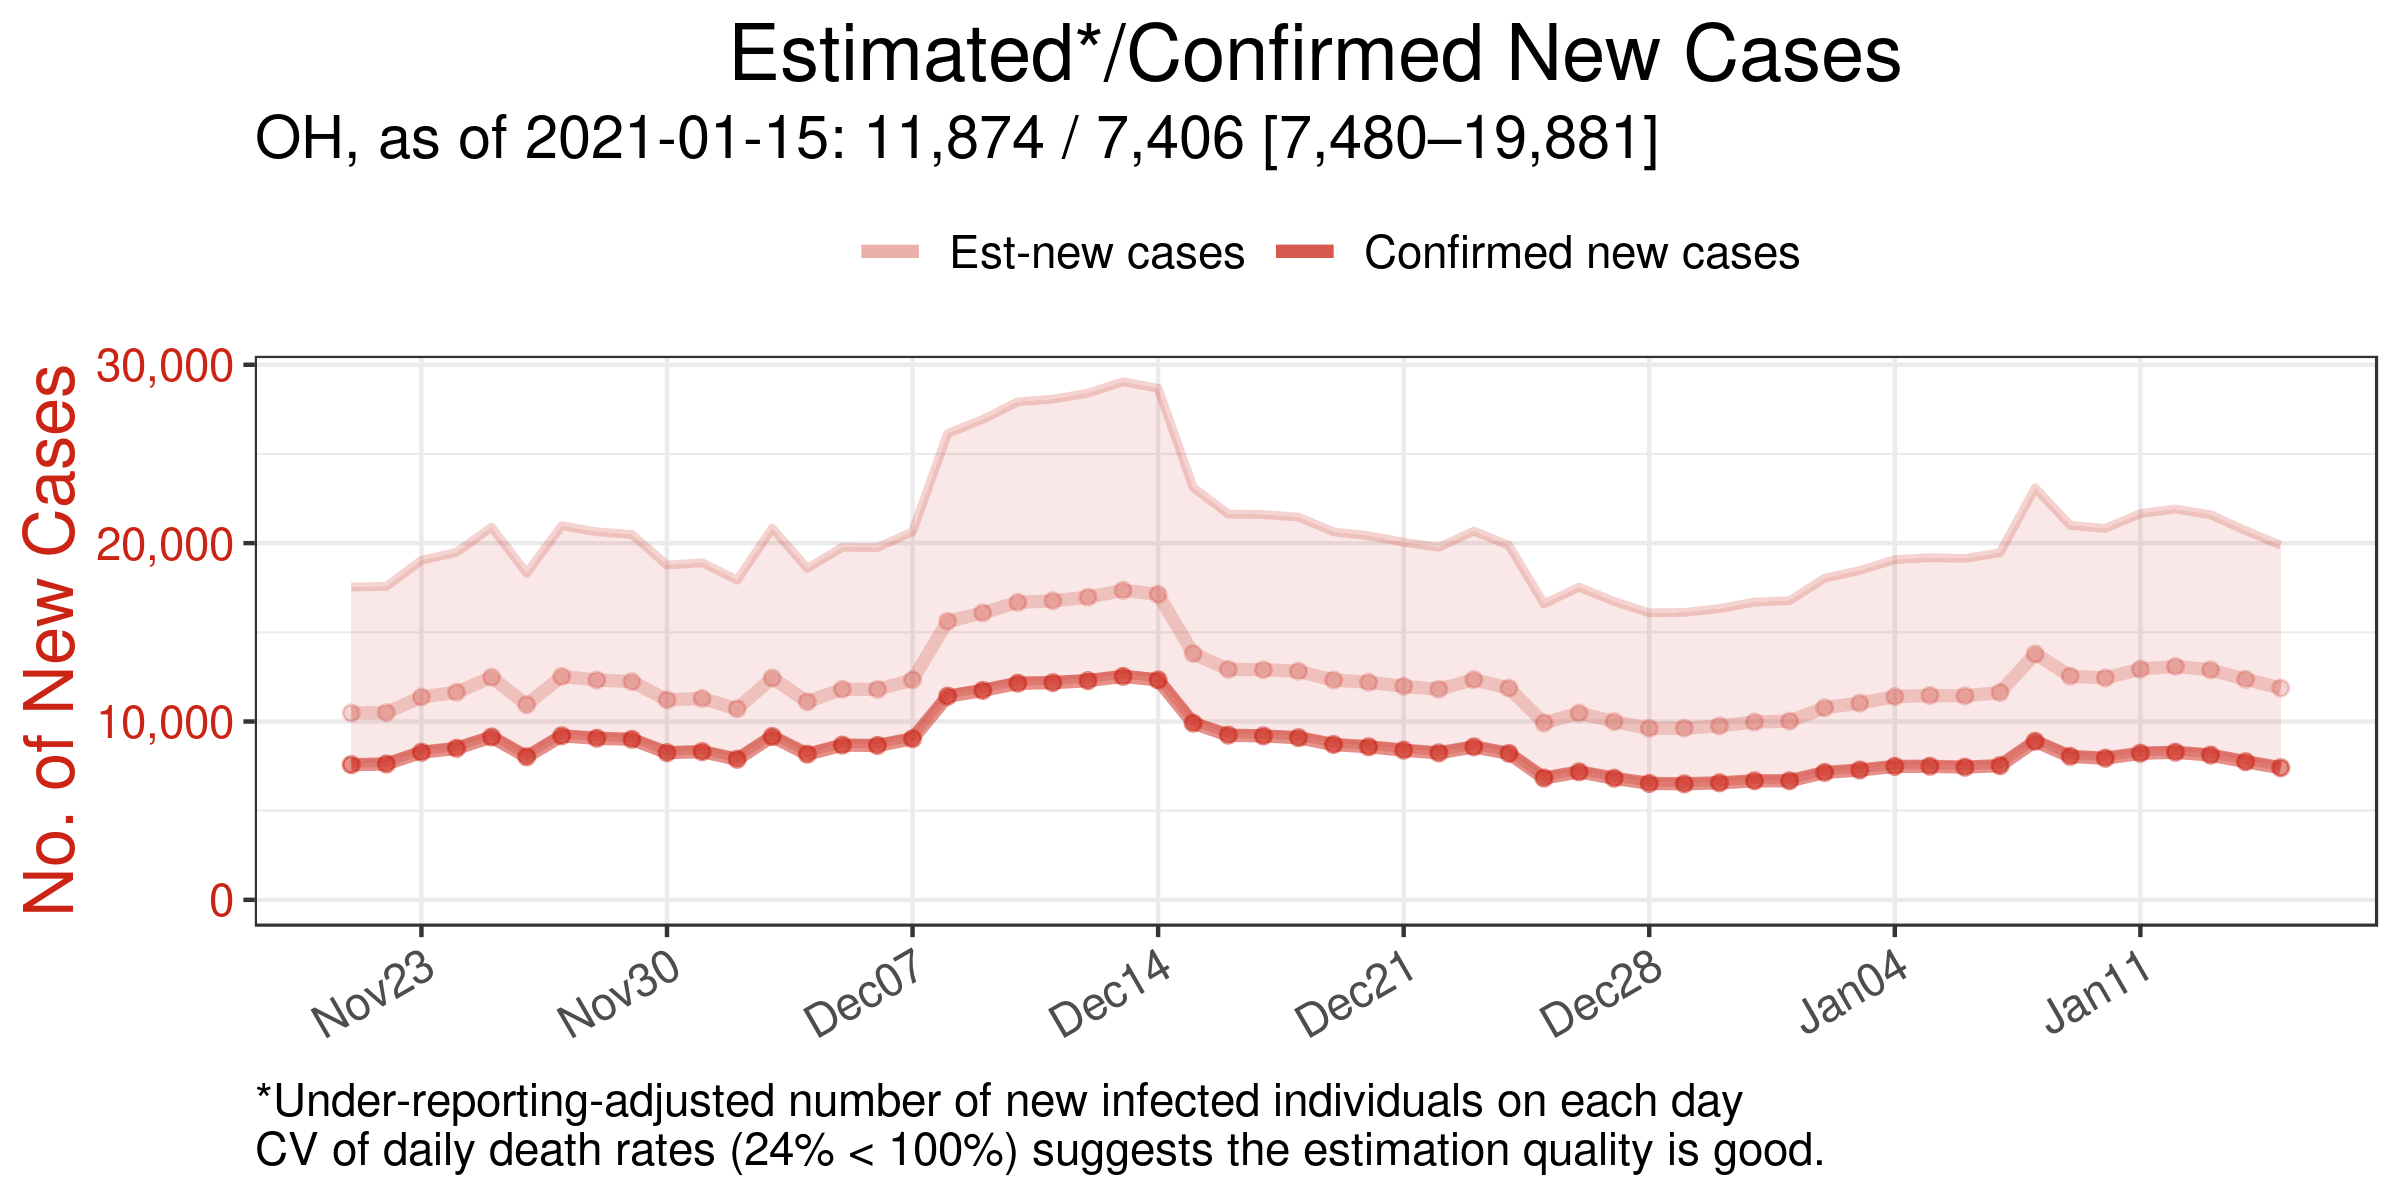 Estimated*/Confirmed New Cases
OH, as of 2021-01-15: 11,874 / 7,406 [7,480–19,881]
Est-new cases
Confirmed new cases
No. of New Cases
30,000
20,000
10,000
0
Nov23
Nov30
Dec07
Dec14
Dec21
Dec28
Jan04
Jan11
*Under-reporting-adjusted number of new infected individuals on each day
CV of daily death rates (24% < 100%) suggests the estimation quality is good.